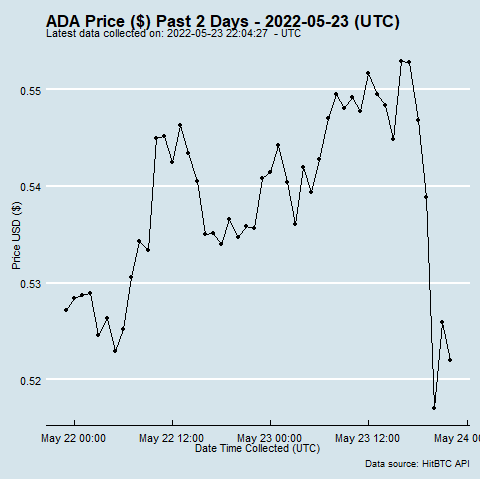 ADA Price ($) Past 2 Days - 2022-05-23 (UTC)
Latest data collected on: 2022-05-23 22:04:27 - UTC
0.55
0.54
0.53
0.52
Price USD ($)
May 22 00:00
May 22 12:00
May 23 00:00
May 23 12:00
May 24 00
Date Time Collected (UTC)
Data source: HitBTC API